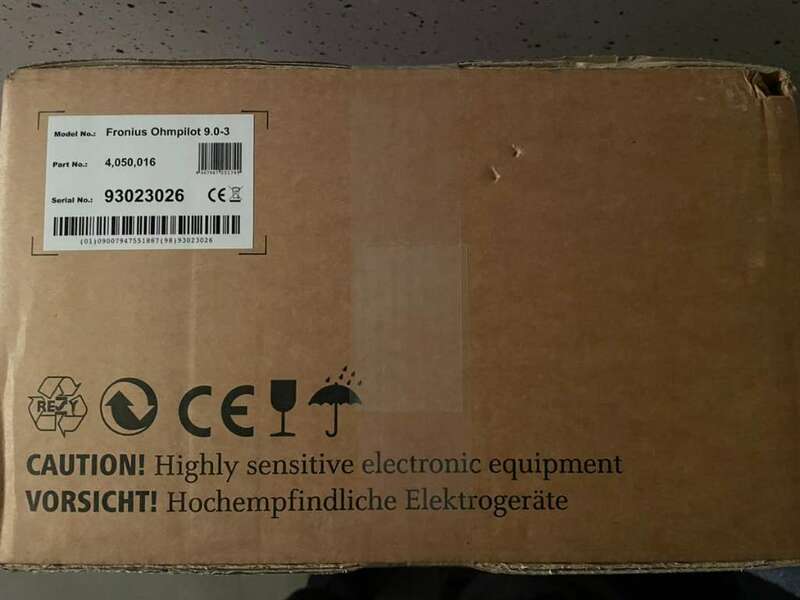 Model No.: Fronius Ohmpilot 9.0-3
Part No.: 4,050,016
Serial No.: 93023026 CE
(01)09007947551887(98)93023026
REZY
CE
CAUTION! Highly sensitive electronic equipment
VORSICHT! Hochempfindliche Elektrogeräte